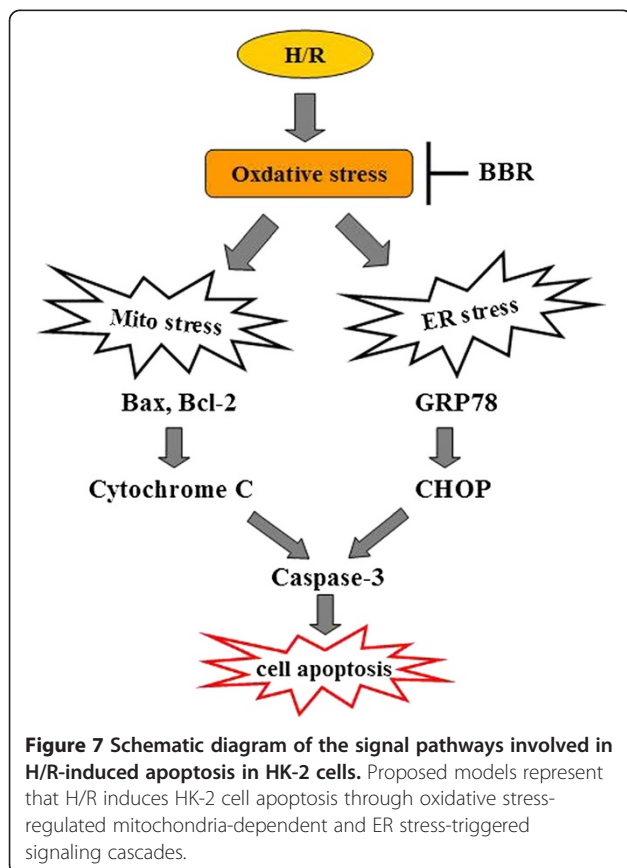 H/R
Oxdative stress
BBR
Mito stress
ER stress
Bax, Bcl-2
GRP78
Cytochrome C
CHOP
Caspase-3
cell apoptosis
Figure 7 Schematic diagram of the signal pathways involved in
H/R-induced apoptosis in HK-2 cells. Proposed models represent
that H/R induces HK-2 cell apoptosis through oxidative stress-
regulated mitochondria-dependent and ER stress-triggered
signaling cascades.